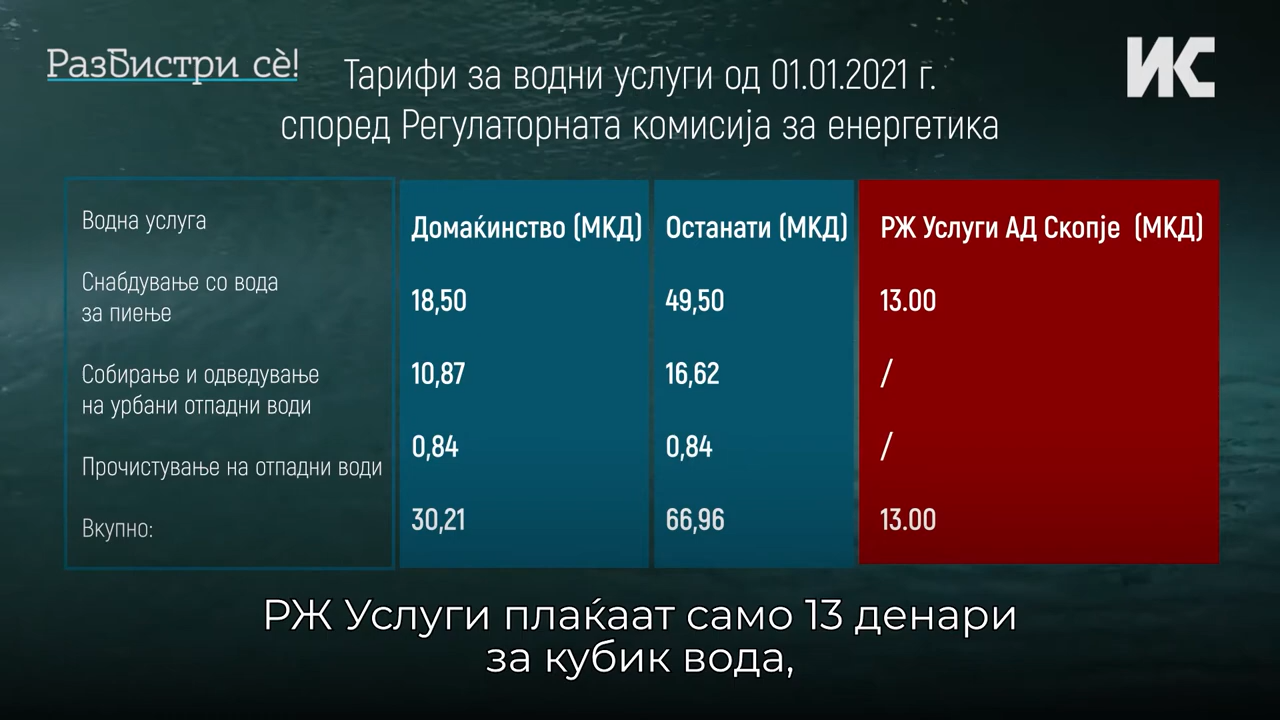 РазБистри сѐ!
ИС
Тарифи за водни услуги од 01.01.2021 г.
според Регулаторната комисија за енергетика
Водна услуга
Домаќинство (МКД)
Останати (МКД)
РЖ Услуги АД Скопје (МКД)
Снабдување со вода
за пиење
18,50
49,50
13.00
Собирање и одведување
на урбани отпадни води
10,87
16,62
/
Прочистување на отпадни води
0,84
0,84
/
Вкупно:
30,21
66,96
13.00
РЖ Услуги плаќаат само 13 денари
за кубик вода,